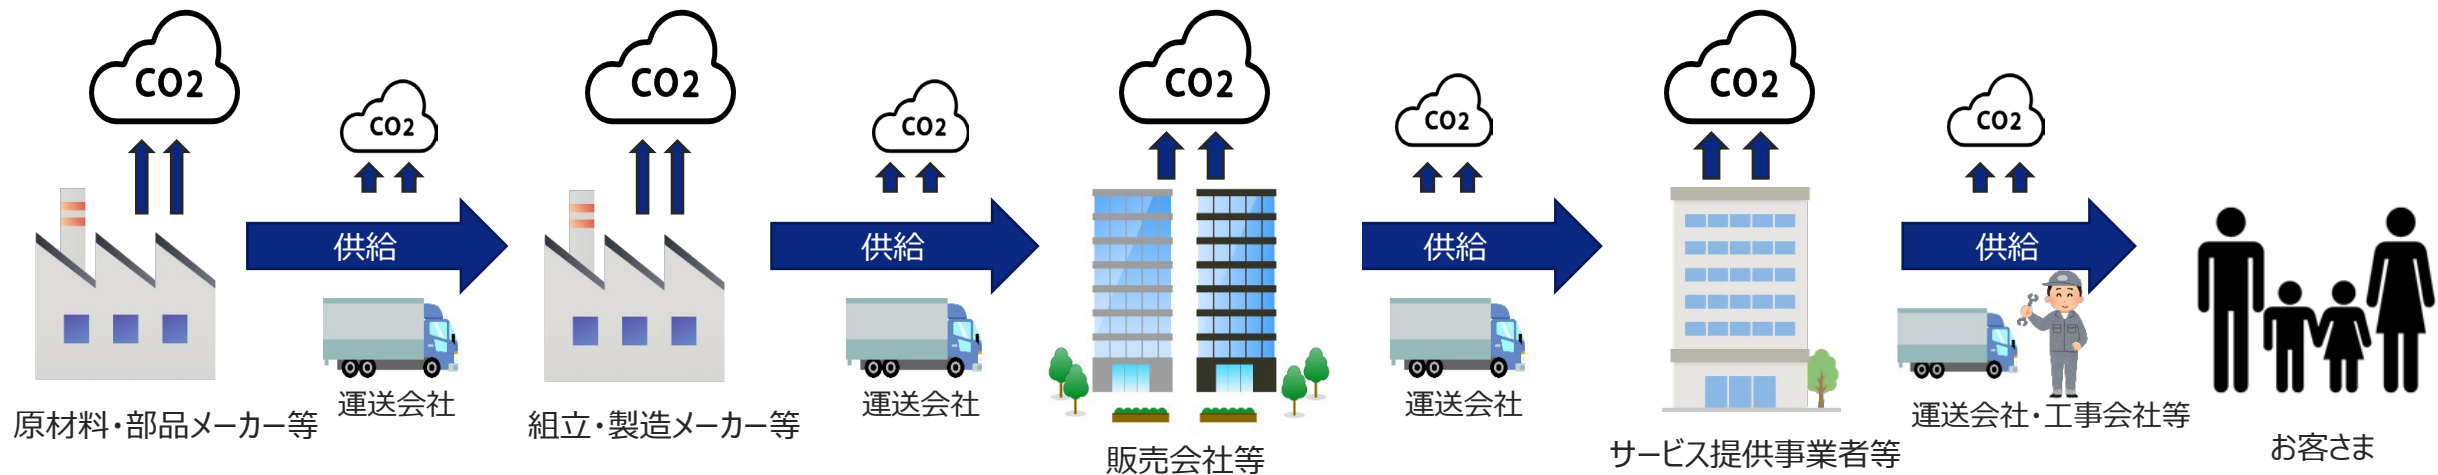 CO2
CO2
CO2
CO2
CO2
CO2
CO2
CO2
供給
供給
供給
供給
運送会社
運送会社
運送会社
運送会社・工事会社等
原材料・部品メーカー等
組立・製造メーカー等
販売会社等
サービス提供事業者等
お客さま